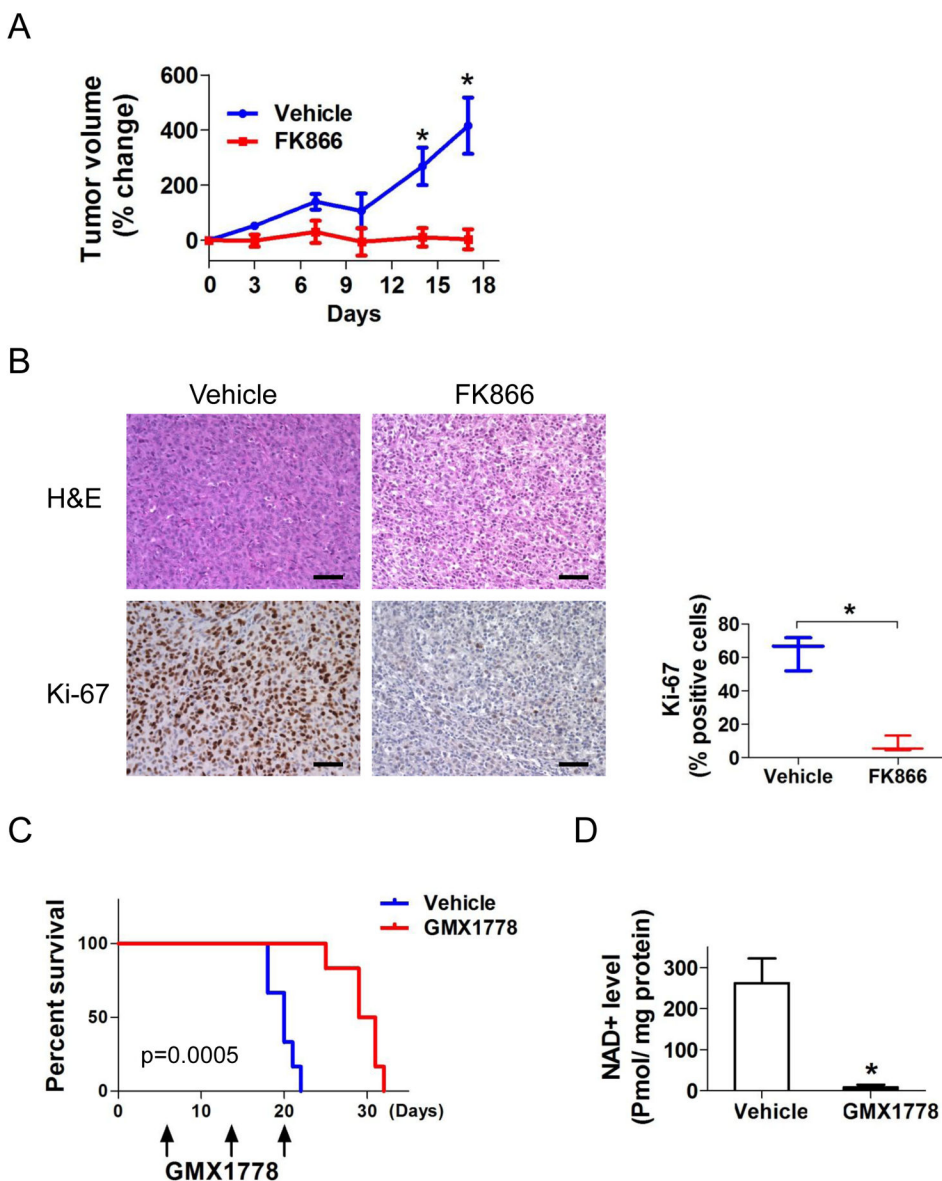 A
600
400
200
0
Tumor volume
(% change)
Vehicle
FK866
*
*
0 3 6 9 12 15 18
Days
B
Vehicle FK866
H&E
Ki-67
80
60
40
20
0
Ki-67
(% positive cells)
*
Vehicle FK866
C
Percent survival
100
50
0
Vehicle
GMX1778
p=0.0005
0 10 20 30 (Days)
GMX1778
D
NAD+ level
(Pmol/ mg protein)
300
200
100
0
*
Vehicle GMX1778